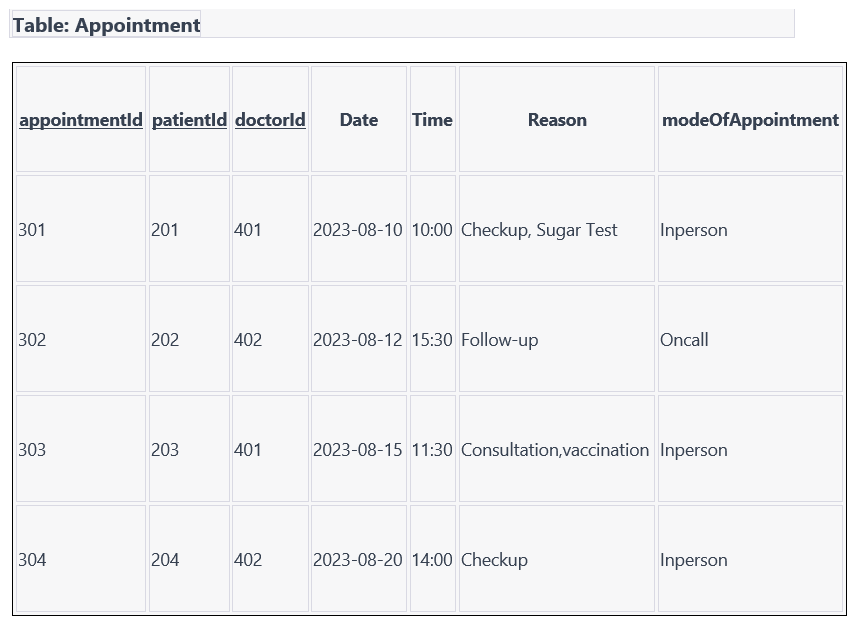 Table: Appointment
appointmentId patientId doctorId Date Time Reason modeOfAppointment
301 201 401 2023-08-10 10:00 Checkup, Sugar Test Inperson
302 202 402 2023-08-12 15:30 Follow-up Oncall
303 203 401 2023-08-15 11:30 Consultation,vaccination Inperson
304 204 402 2023-08-20 14:00 Checkup Inperson